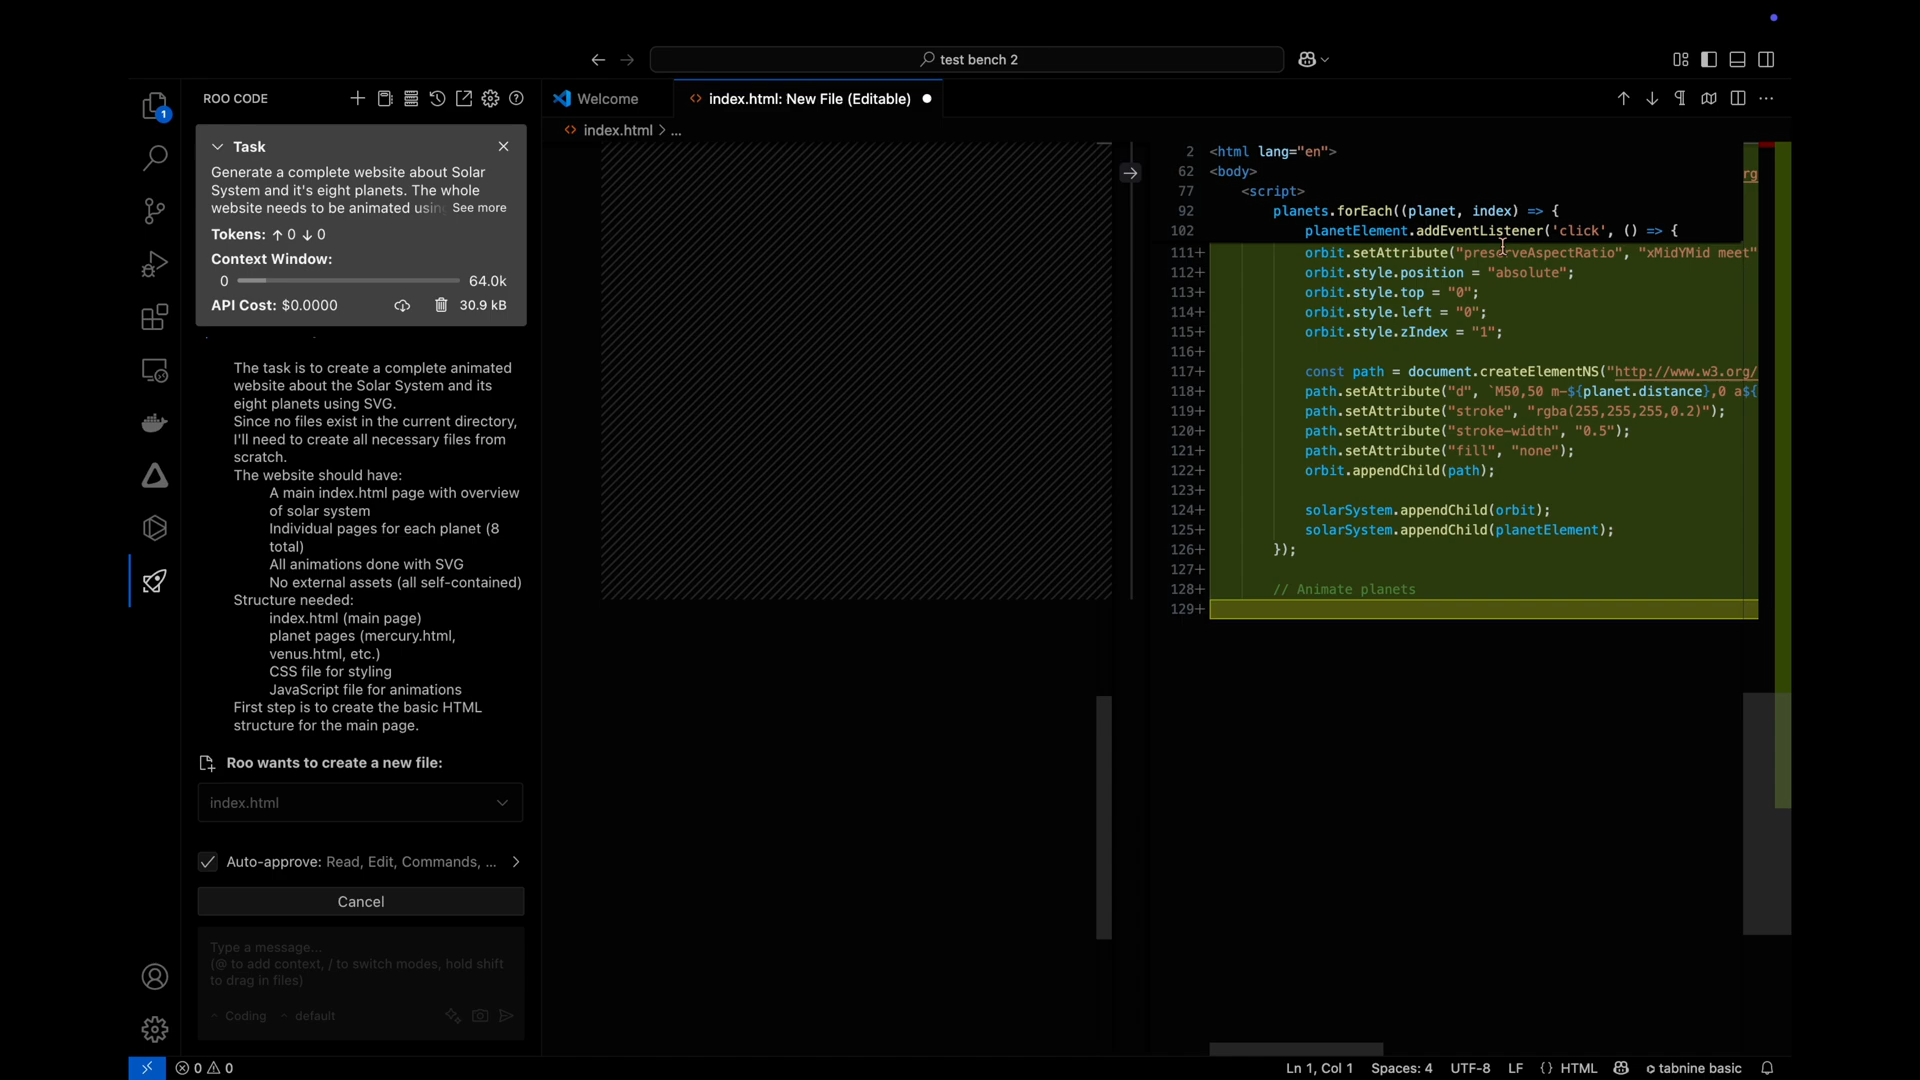 test bench 2
ROO CODE
Welcome
index.html: New File (Editable)
index.html > ...
1
Task
Generate a complete website about Solar
System and it's eight planets. The whole
website needs to be animated using See more
Tokens: ↑ 0 ↓ 0
Context Window:
0 64.0k
API Cost: $0.0000 30.9 kB
The task is to create a complete animated
website about the Solar System and its
eight planets using SVG.
Since no files exist in the current directory,
I'll need to create all necessary files from
scratch.
The website should have:
A main index.html page with overview
of solar system
Individual pages for each planet (8
total)
All animations done with SVG
No external assets (all self-contained)
Structure needed:
index.html (main page)
planet pages (mercury.html,
venus.html, etc.)
CSS file for styling
JavaScript file for animations
First step is to create the basic HTML
structure for the main page.
Roo wants to create a new file:
index.html
Auto-approve: Read, Edit, Commands, ...
Cancel
Type a message...
(@ to add context, / to switch modes, hold shift
to drag in files)
Coding default
2 <html lang="en">
62 <body>
77 <script>
92 planets.forEach((planet, index) => {
102 planetElement.addEventListener('click', () => {
rg
111+ orbit.setAttribute("preserveAspectRatio", "xMidYMid meet"
112+ orbit.style.position = "absolute";
113+ orbit.style.top = "0";
114+ orbit.style.left = "0";
115+ orbit.style.zIndex = "1";
116+
117+ const path = document.createElementNS("http://www.w3.org/
118+ path.setAttribute("d", `M50,50 m-${planet.distance},0 a${
119+ path.setAttribute("stroke", "rgba(255,255,255,0.2)");
120+ path.setAttribute("stroke-width", "0.5");
121+ path.setAttribute("fill", "none");
122+ orbit.appendChild(path);
123+
124+ solarSystem.appendChild(orbit);
125+ solarSystem.appendChild(planetElement);
126+ });
127+
128+ // Animate planets
129+
0 0
Ln 1, Col 1 Spaces: 4 UTF-8 LF {} HTML tabnine basic